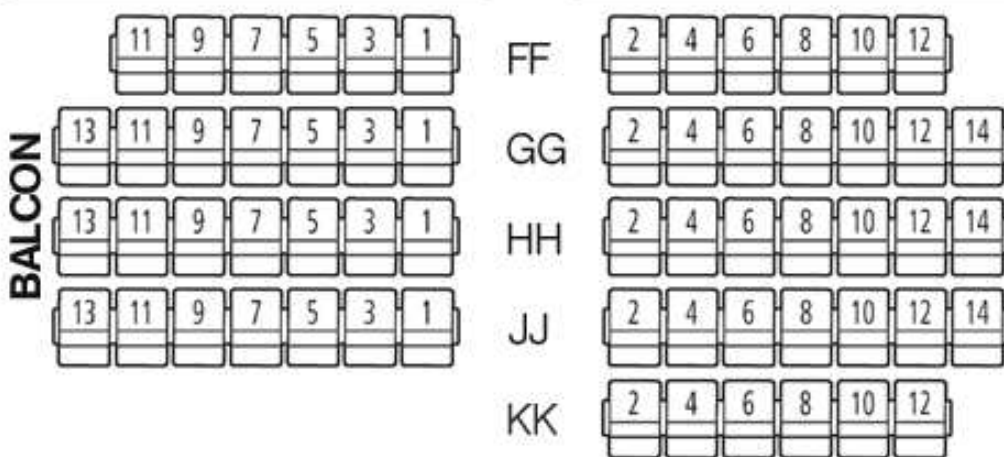 11 9 7 5 3 1 FF 2 4 6 8 10 12
13 11 9 7 5 3 1 GG 2 4 6 8 10 12 14
BALCON
13 11 9 7 5 3 1 HH 2 4 6 8 10 12 14
13 11 9 7 5 3 1 JJ 2 4 6 8 10 12 14
KK 2 4 6 8 10 12